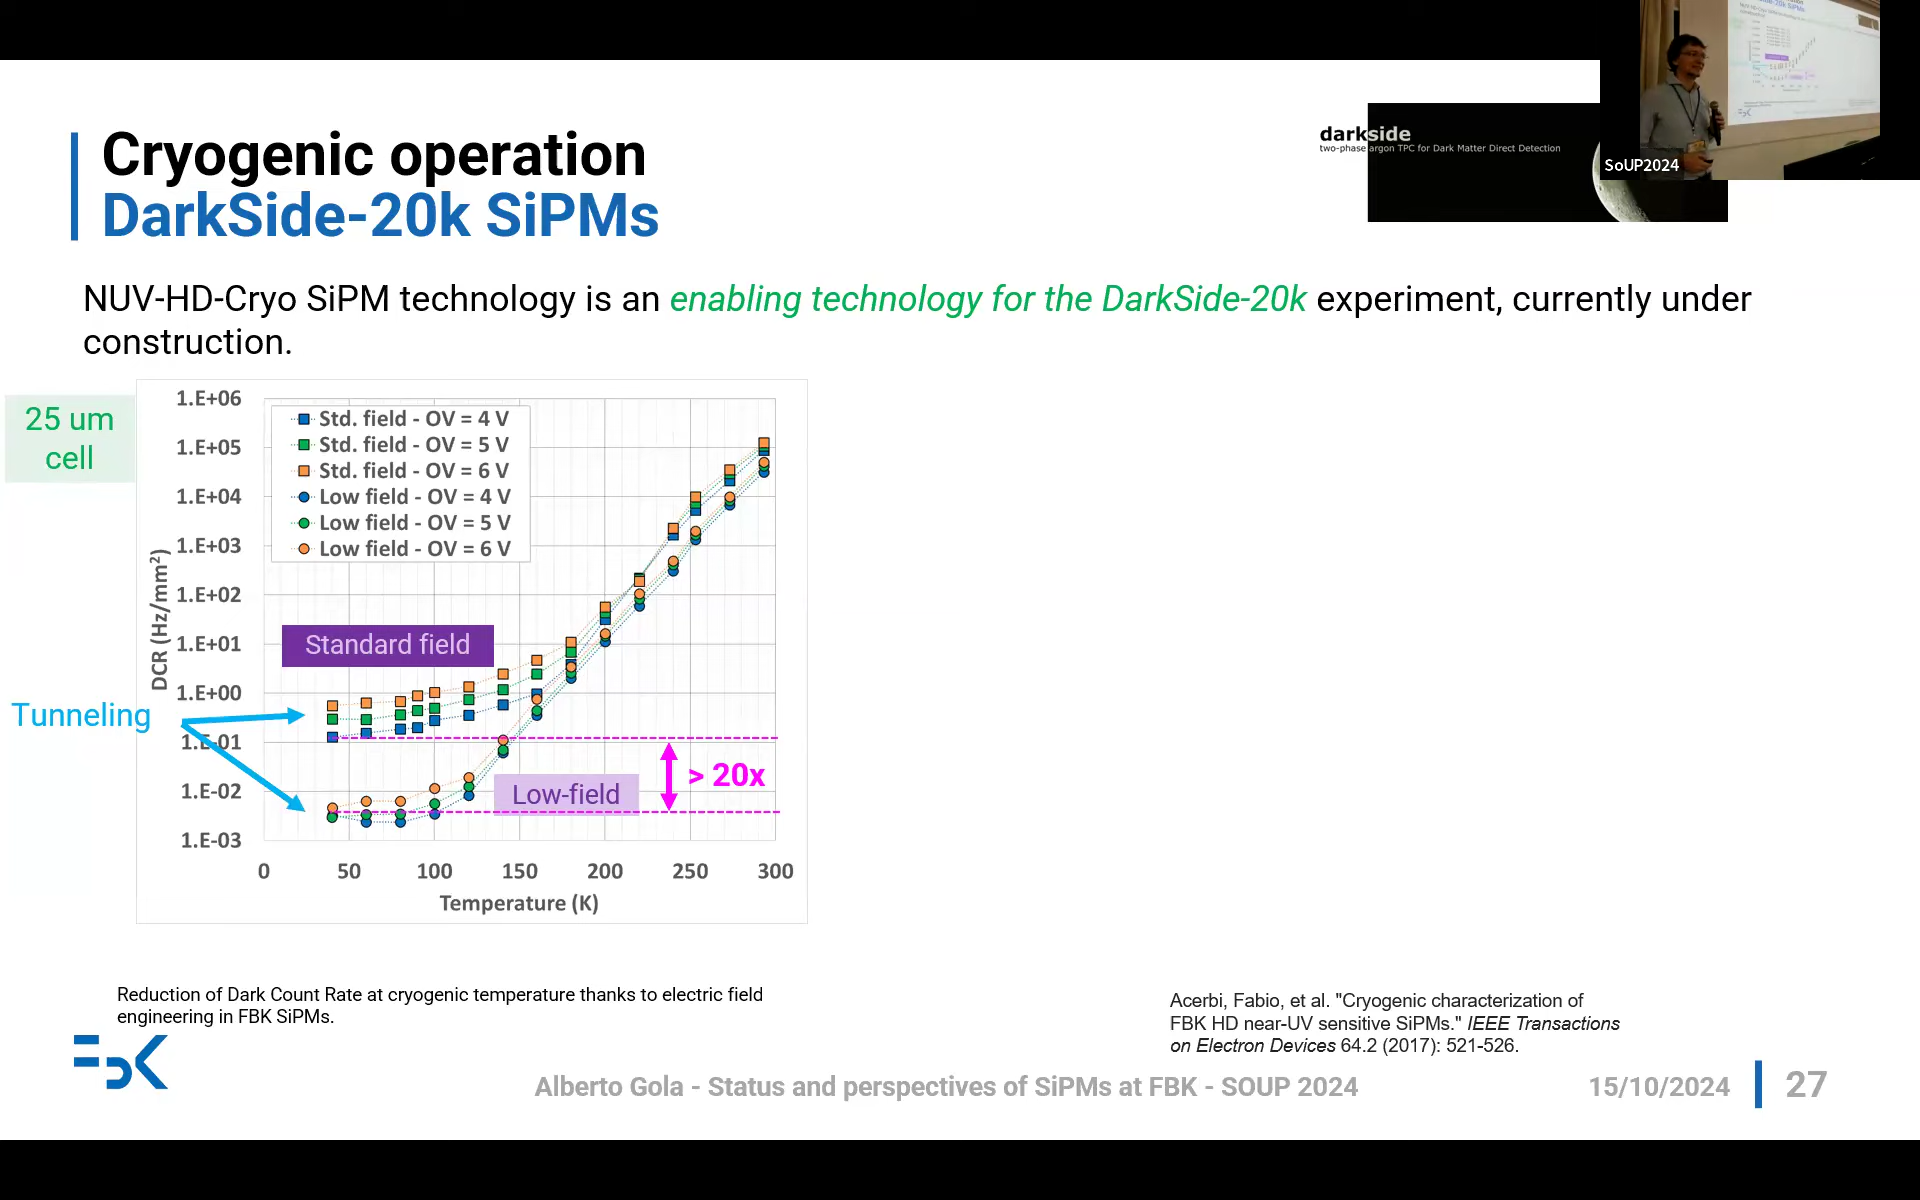 SoUP2024
darkside
two-phase argon TPC for Dark Matter Direct Detection
Cryogenic operation
DarkSide-20k SiPMs
NUV-HD-Cryo SiPM technology is an enabling technology for the DarkSide-20k experiment, currently under
construction.
25 um
cell
1.E+06
1.E+05
1.E+04
1.E+03
1.E+02
1.E+01
1.E+00
1.E-01
1.E-02
1.E-03
DCR (Hz/mm²)
Std. field - OV = 4 V
Std. field - OV = 5 V
Std. field - OV = 6 V
Low field - OV = 4 V
Low field - OV = 5 V
Low field - OV = 6 V
Standard field
Tunneling
> 20x
Low-field
0 50 100 150 200 250 300
Temperature (K)
Reduction of Dark Count Rate at cryogenic temperature thanks to electric field
engineering in FBK SiPMs.
Acerbi, Fabio, et al. "Cryogenic characterization of
FBK HD near-UV sensitive SiPMs." IEEE Transactions
on Electron Devices 64.2 (2017): 521-526.
FBK
Alberto Gola - Status and perspectives of SiPMs at FBK - SOUP 2024
15/10/2024
27